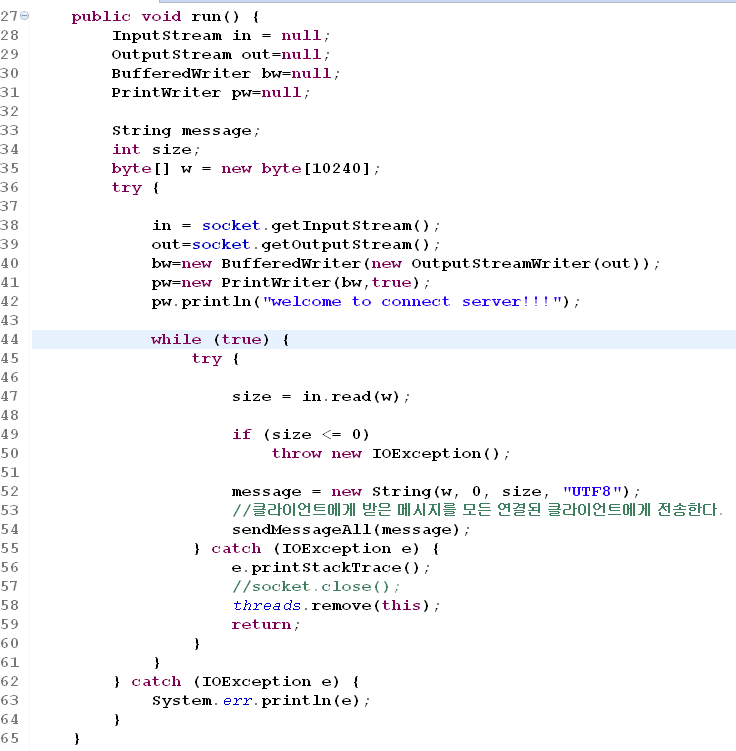 27 public void run() {
28 InputStream in = null;
29 OutputStream out=null;
30 BufferedWriter bw=null;
31 PrintWriter pw=null;
32
33 String message;
34 int size;
35 byte[] w = new byte[10240];
36 try {
37
38 in = socket.getInputStream();
39 out=socket.getOutputStream();
40 bw=new BufferedWriter(new OutputStreamWriter(out));
41 pw=new PrintWriter(bw,true);
42 pw.println("welcome to connect server!!!");
43
44 while (true) {
45 try {
46
47 size = in.read(w);
48
49 if (size <= 0)
50 throw new IOException();
51
52 message = new String(w, 0, size, "UTF8");
53 //클라이언트에게 받은 메시지를 모든 연결된 클라이언트에게 전송한다.
54 sendMessageAll(message);
55 } catch (IOException e) {
56 e.printStackTrace();
57 //socket.close();
58 threads.remove(this);
59 return;
60 }
61 }
62 } catch (IOException e) {
63 System.err.println(e);
64 }
65 }